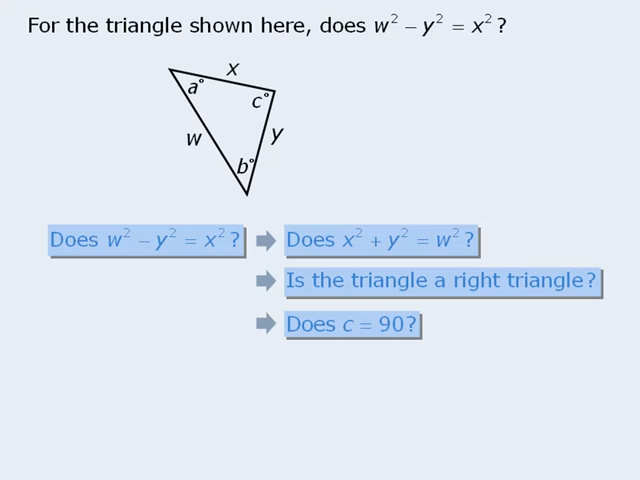 For the triangle shown here, does w² − y² = x²?
x
a°
c°
w
y
b°
Does w² − y² = x²? Does x² + y² = w²?
Is the triangle a right triangle?
Does c = 90?